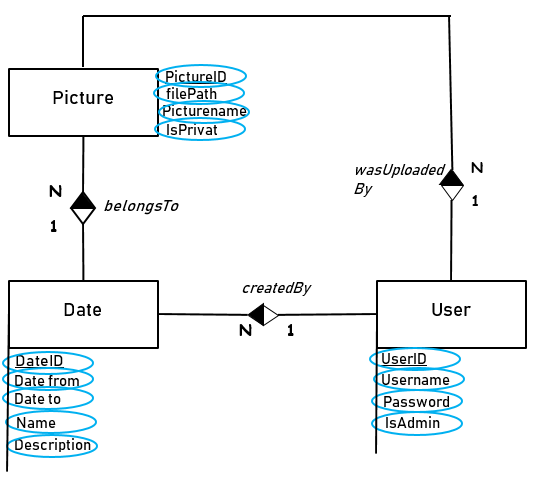 Picture
PictureID
filePath
Picturename
IsPrivat
N
belongsTo
1
wasUploaded
By
N
1
Date
createdBy
N
1
User
DateID
Date from
Date to
Name
Description
UserID
Username
Password
IsAdmin